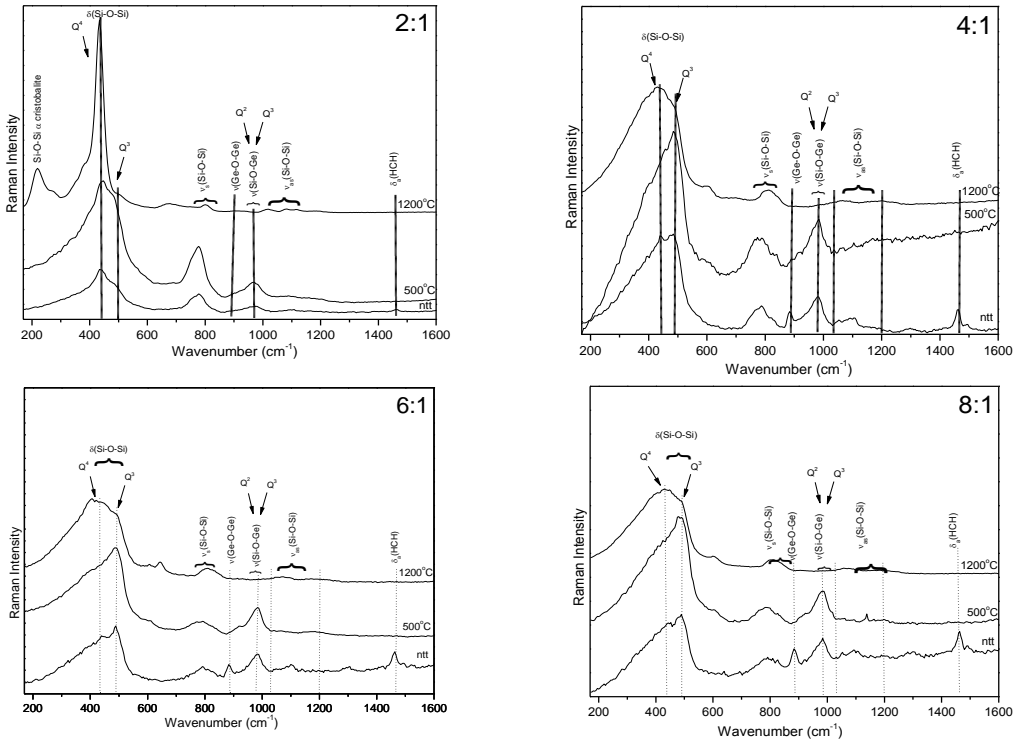 2:1
δ(Si-O-Si)
Q⁴
Q³
Si-O-Si α cristobalite
νₛ(Si-O-Si)
ν(Ge-O-Ge)
Q² Q³
ν(Si-O-Ge)
νₐₛ(Si-O-Si)
δₐ(HCH)
1200°C
500°C
ntt
Raman Intensity
200 400 600 800 1000 1200 1400 1600
Wavenumber (cm⁻¹)
4:1
δ(Si-O-Si)
Q⁴
Q³
νₛ(Si-O-Si)
ν(Ge-O-Ge)
Q² Q³
ν(Si-O-Ge)
νₐₛ(Si-O-Si)
δₐ(HCH)
1200°C
500°C
ntt
Raman Intensity
200 400 600 800 1000 1200 1400 1600
Wavenumber (cm⁻¹)
6:1
δ(Si-O-Si)
Q⁴
Q³
νₛ(Si-O-Si)
ν(Ge-O-Ge)
Q² Q³
ν(Si-O-Ge)
νₐₛ(Si-O-Si)
δₐ(HCH)
1200°C
500°C
ntt
Raman Intensity
200 400 600 800 1000 1200 1400 1600
Wavenumber (cm⁻¹)
8:1
δ(Si-O-Si)
Q⁴
Q³
νₛ(Si-O-Si)
ν(Ge-O-Ge)
Q² Q³
ν(Si-O-Ge)
νₐₛ(Si-O-Si)
δₐ(HCH)
1200°C
500°C
ntt
Raman Intensity
200 400 600 800 1000 1200 1400 1600
Wavenumber (cm⁻¹)